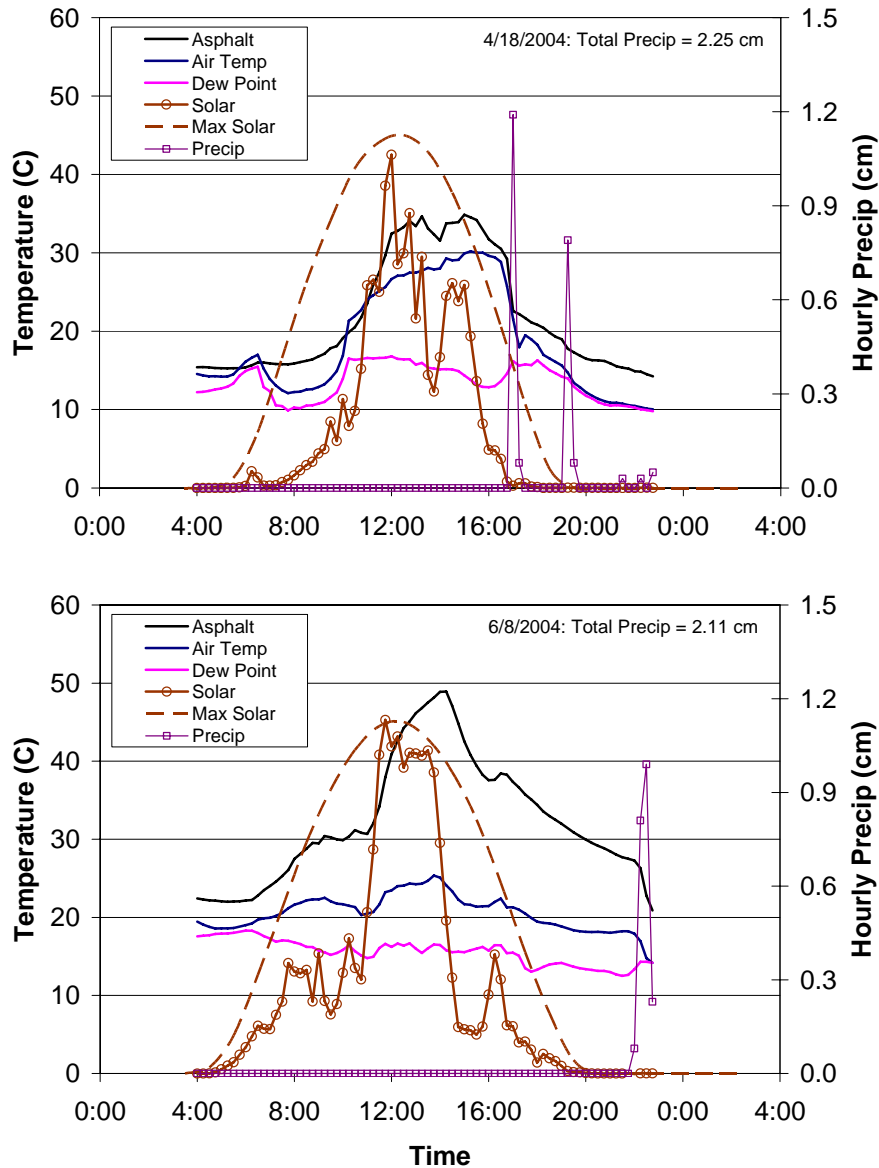 60
50
40
30
20
10
0
Temperature (C)
Asphalt
Air Temp
Dew Point
Solar
Max Solar
Precip
4/18/2004: Total Precip = 2.25 cm
1.5
1.2
0.9
0.6
0.3
0.0
Hourly Precip (cm)
0:00 4:00 8:00 12:00 16:00 20:00 0:00 4:00
60
50
40
30
20
10
0
Temperature (C)
Asphalt
Air Temp
Dew Point
Solar
Max Solar
Precip
6/8/2004: Total Precip = 2.11 cm
1.5
1.2
0.9
0.6
0.3
0.0
Hourly Precip (cm)
0:00 4:00 8:00 12:00 16:00 20:00 0:00 4:00
Time